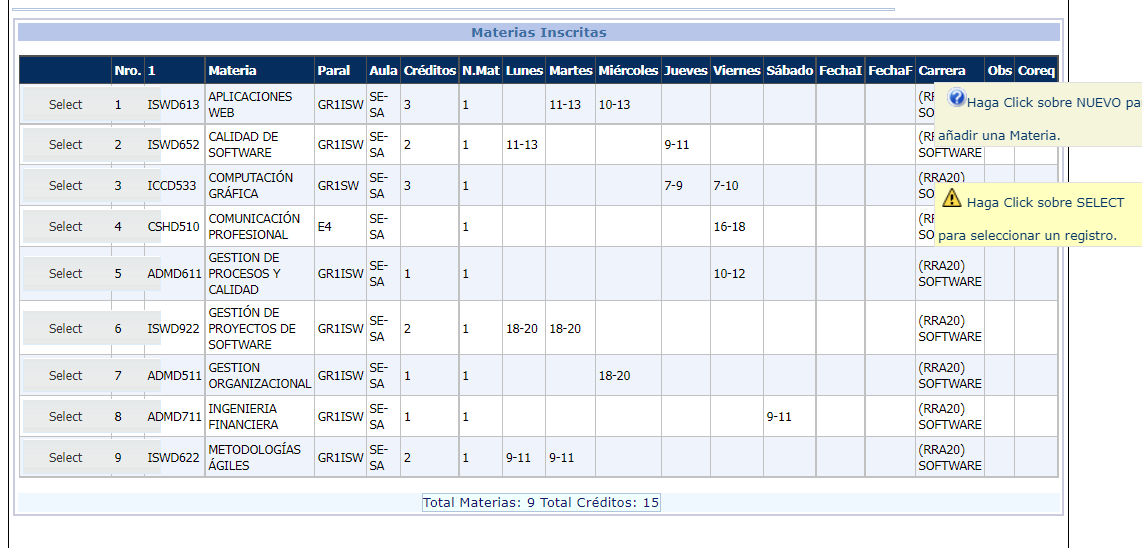 Materias Inscritas
Nro. 1 Materia Paral Aula Créditos N.Mat Lunes Martes Miércoles Jueves Viernes Sábado FechaI FechaF Carrera Obs Coreq
Select 1 ISWD613 APLICACIONES WEB GR1ISW SE-SA 3 1 11-13 10-13
Haga Click sobre NUEVO
añadir una Materia.
Select 2 ISWD652 CALIDAD DE SOFTWARE GR1ISW SE-SA 2 1 11-13 9-11 SOFTWARE
Select 3 ICCD533 COMPUTACIÓN GRÁFICA GR1SW SE-SA 3 1 7-9 7-10 (RRA20)
Haga Click sobre SELECT
para seleccionar un registro.
Select 4 CSHD510 COMUNICACIÓN PROFESIONAL E4 SE-SA 1 16-18
Select 5 ADMD611 GESTION DE PROCESOS Y CALIDAD GR1ISW SE-SA 1 1 10-12 (RRA20) SOFTWARE
Select 6 ISWD922 GESTIÓN DE PROYECTOS DE SOFTWARE GR1ISW SE-SA 2 1 18-20 18-20 (RRA20) SOFTWARE
Select 7 ADMD511 GESTION ORGANIZACIONAL GR1ISW SE-SA 1 1 18-20 (RRA20) SOFTWARE
Select 8 ADMD711 INGENIERIA FINANCIERA GR1ISW SE-SA 1 1 9-11 (RRA20) SOFTWARE
Select 9 ISWD622 METODOLOGÍAS ÁGILES GR1ISW SE-SA 2 1 9-11 9-11 (RRA20) SOFTWARE
Total Materias: 9 Total Créditos: 15